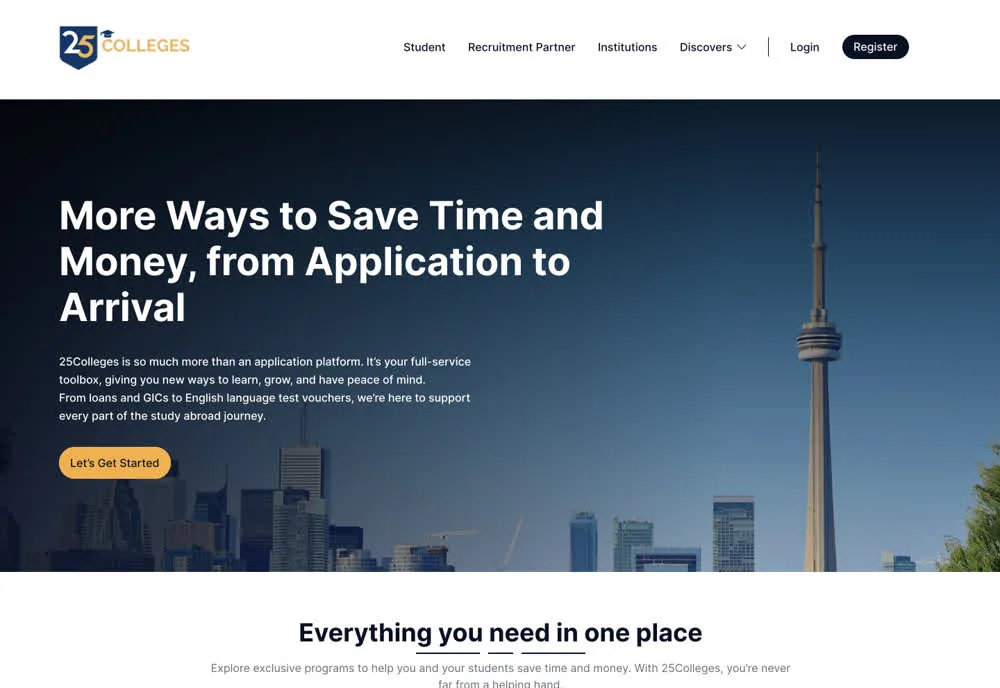 25 COLLEGES
Student
Recruitment Partner
Institutions
Discovers
Login
Register
More Ways to Save Time and
Money, from Application to
Arrival
25Colleges is so much more than an application platform. It's your full-service
toolbox, giving you new ways to learn, grow, and have peace of mind.
From loans and GICs to English language test vouchers, we're here to support
every part of the study abroad journey.
Let's Get Started
Everything you need in one place
Explore exclusive programs to help you and your students save time and money. With 25Colleges, you're never
far from a helping hand.